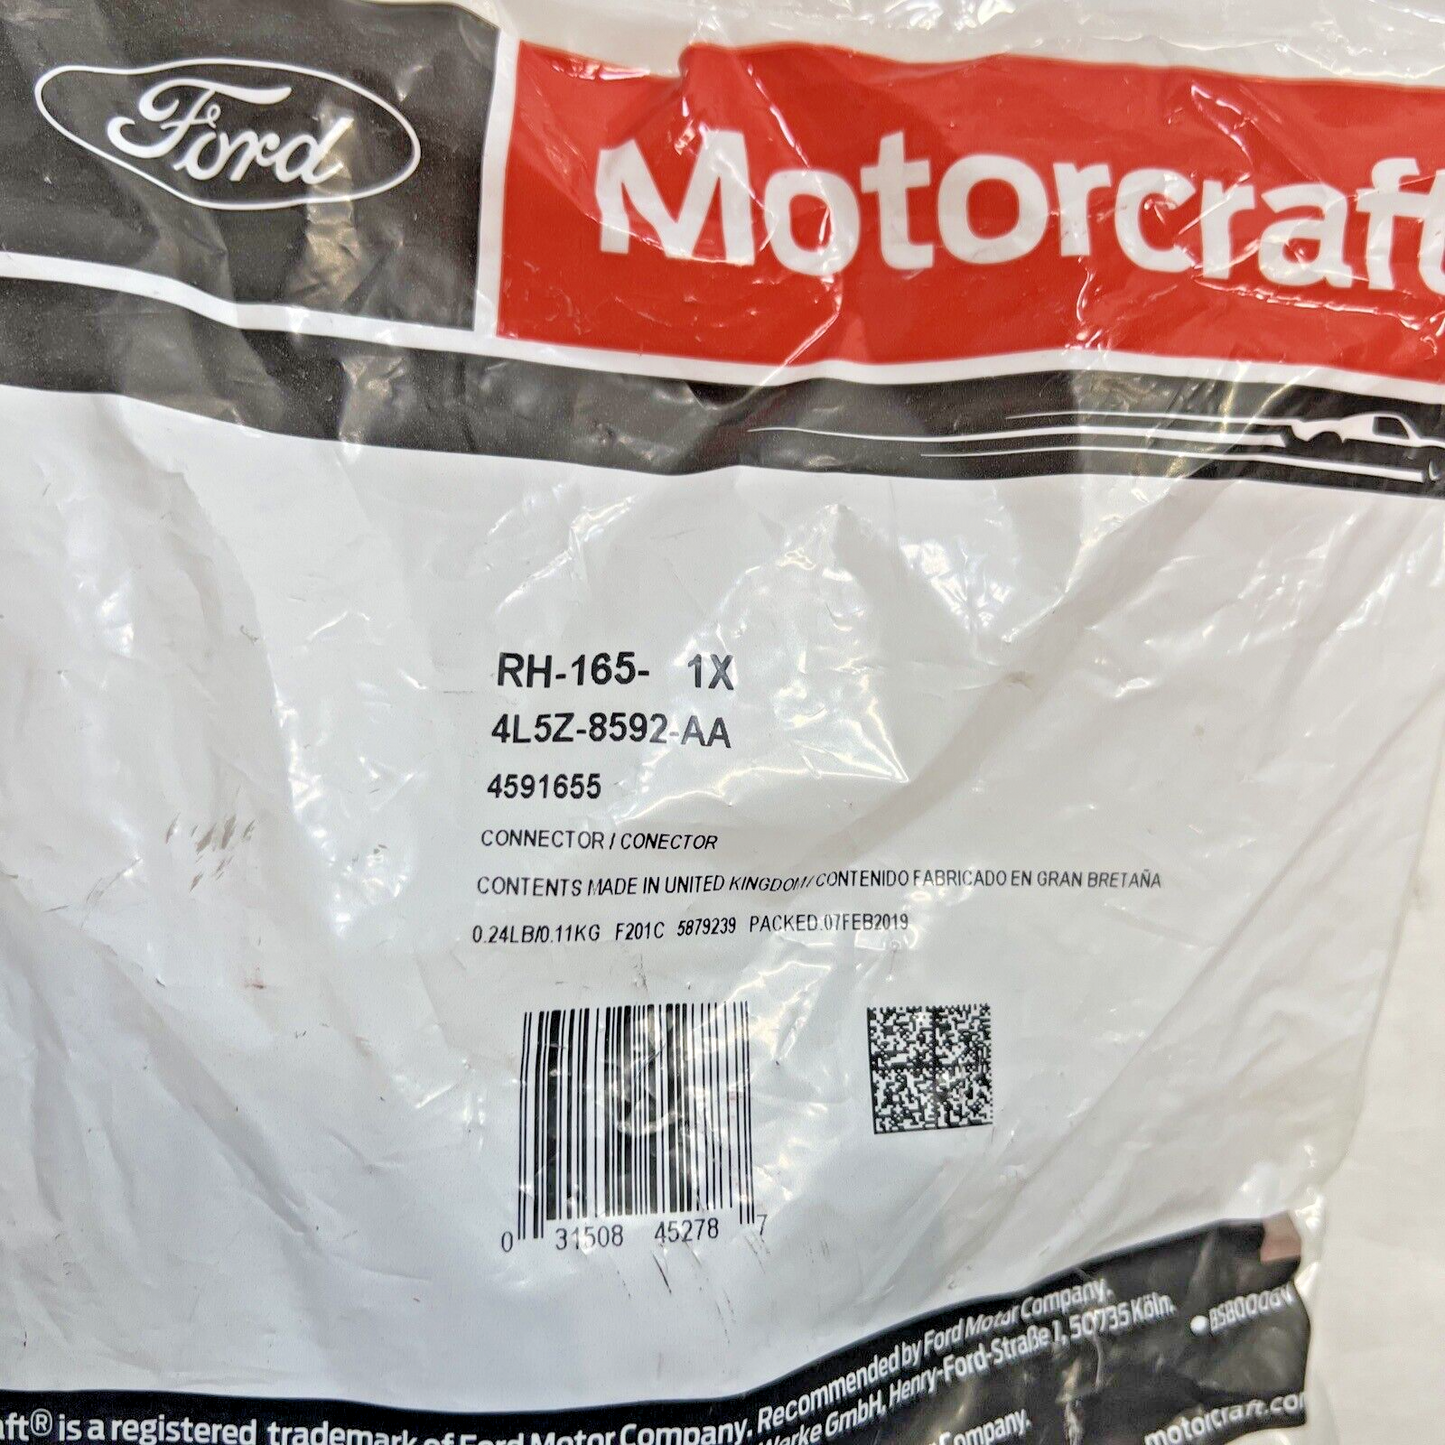 Ford
Motorcraft
RH-165- 1X
4L5Z-8592-AA
4591655
CONNECTOR / CONECTOR
CONTENTS MADE IN UNITED KINGDOM/CONTENIDO FABRICADO EN GRAN BRETAÑA
0.24LB/0.11KG F201C 5879239 PACKED.07FEB2019
0 31508 45278 7
aft® is a registered trademark of Ford Motor Company. Recommended by Ford Motor Company.
Werke GmbH, Henry-Ford-Straße 1, 50735 Köln.
Company.
motorcraft.co